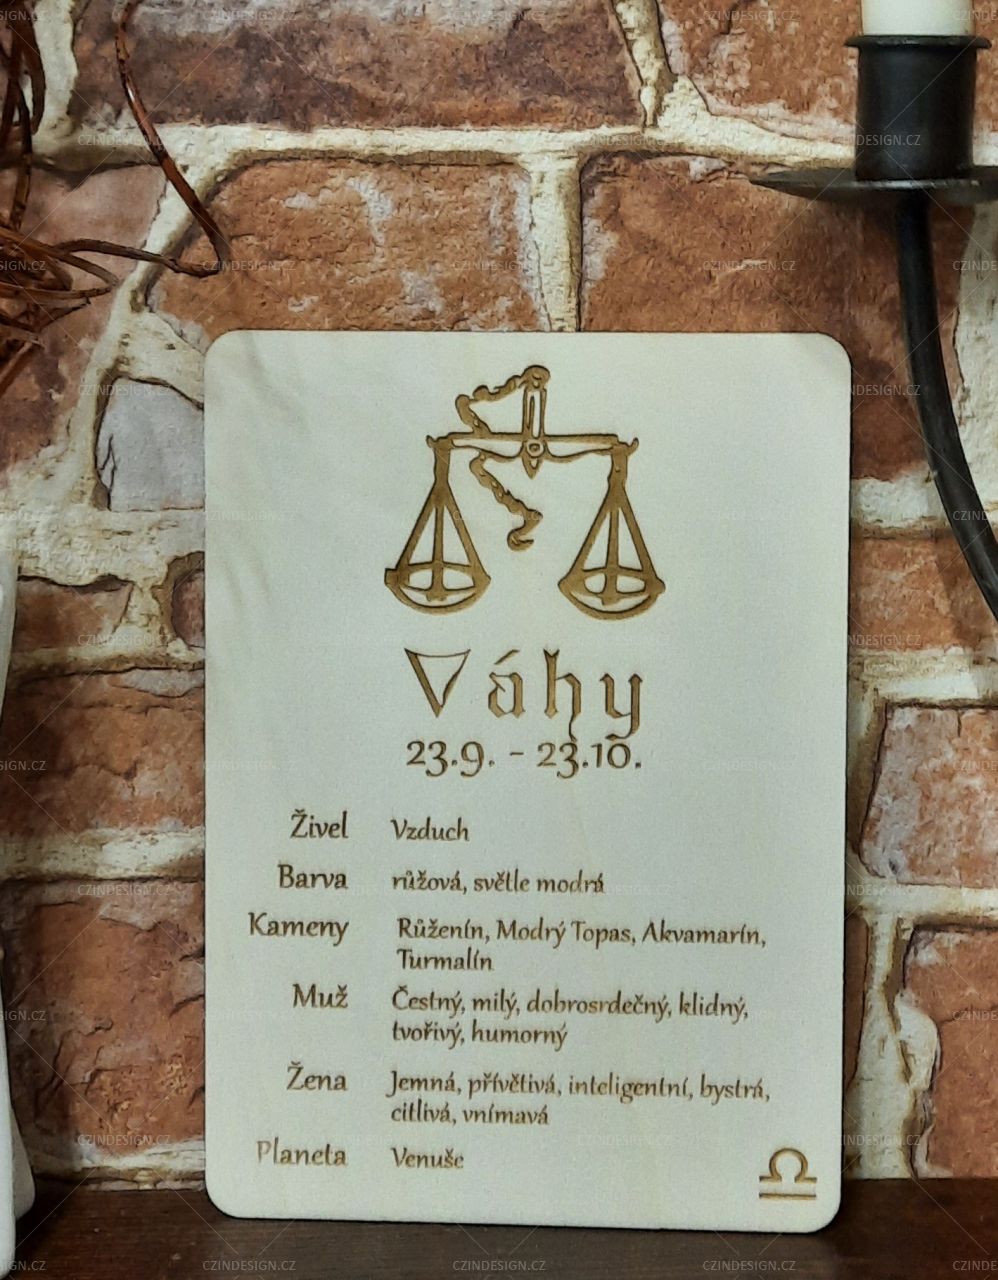 Váhy
23.9. - 23.10.
Živel Vzduch
Barva růžová, světle modrá
Kameny Růženín, Modrý Topas, Akvamarín,
Turmalín
Muž Čestný, milý, dobrosrdečný, klidný,
tvořivý, humorný
Žena Jemná, přívětivá, inteligentní, bystrá,
citlivá, vnímavá
Planeta Venuše
CZINDESIGN.CZ